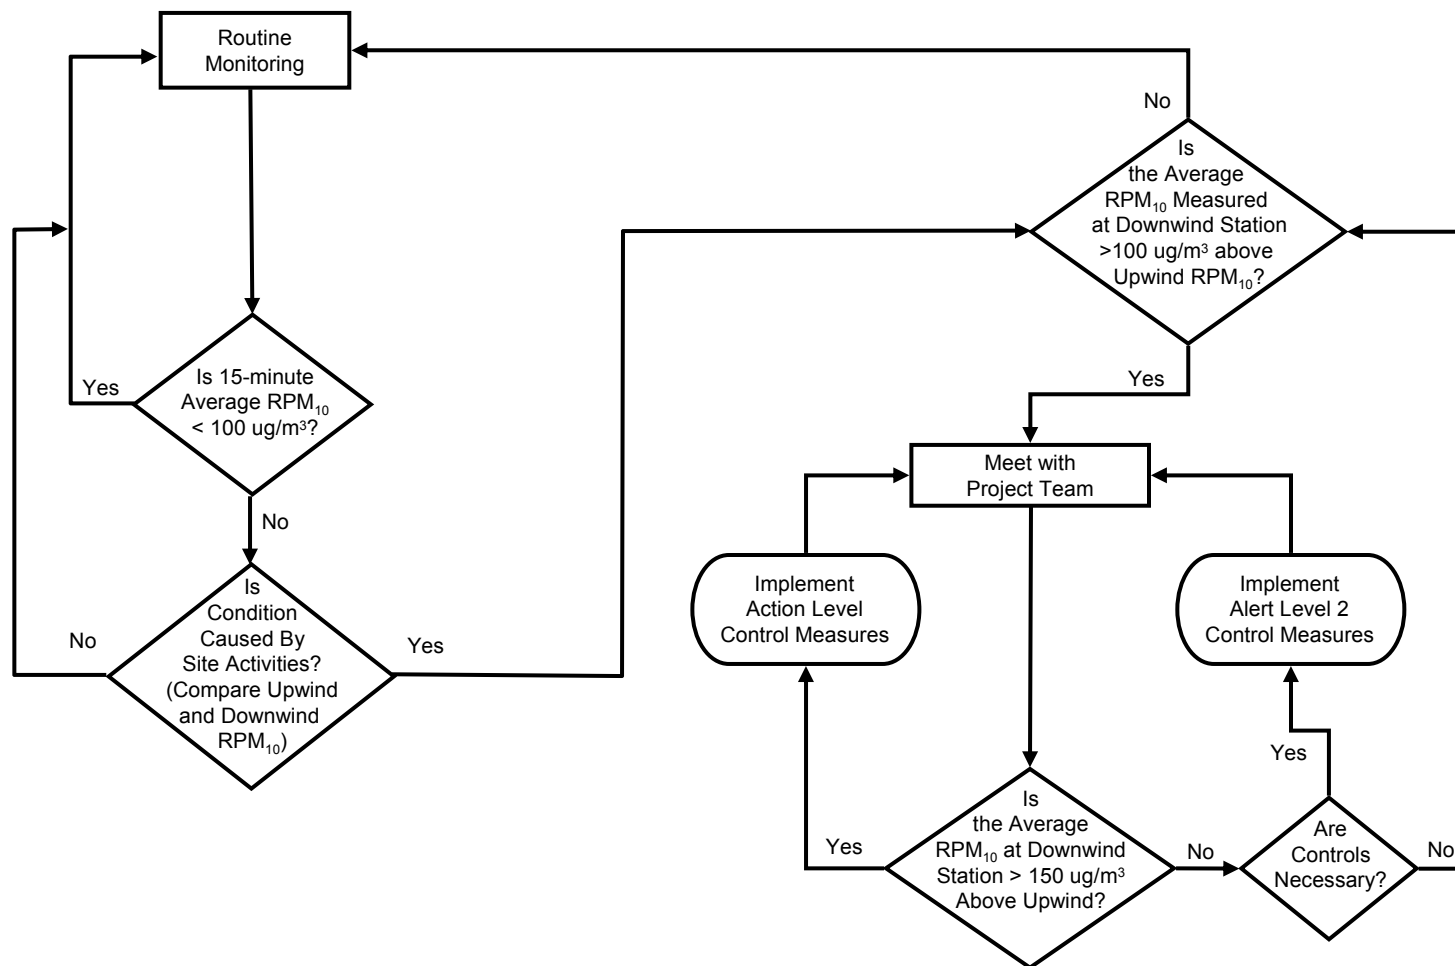 Routine
Monitoring
No
Is
the Average
RPM₁₀ Measured
at Downwind Station
>100 ug/m³ above
Upwind RPM₁₀?
Yes
Is 15-minute
Average RPM₁₀
< 100 ug/m³?
Yes
No
Is
Condition
Caused By
Site Activities?
(Compare Upwind
and Downwind
RPM₁₀)
No
Yes
Meet with
Project Team
Implement
Action Level
Control Measures
Implement
Alert Level 2
Control Measures
Is
the Average
RPM₁₀ at Downwind
Station > 150 ug/m³
Above Upwind?
Yes
No
Are
Controls
Necessary?
Yes
No